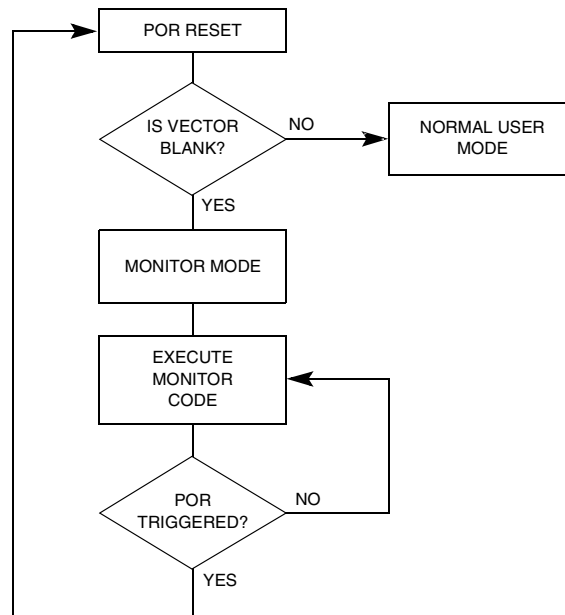 POR RESET
IS VECTOR
BLANK?
NO
NORMAL USER
MODE
YES
MONITOR MODE
EXECUTE
MONITOR
CODE
POR
TRIGGERED?
NO
YES